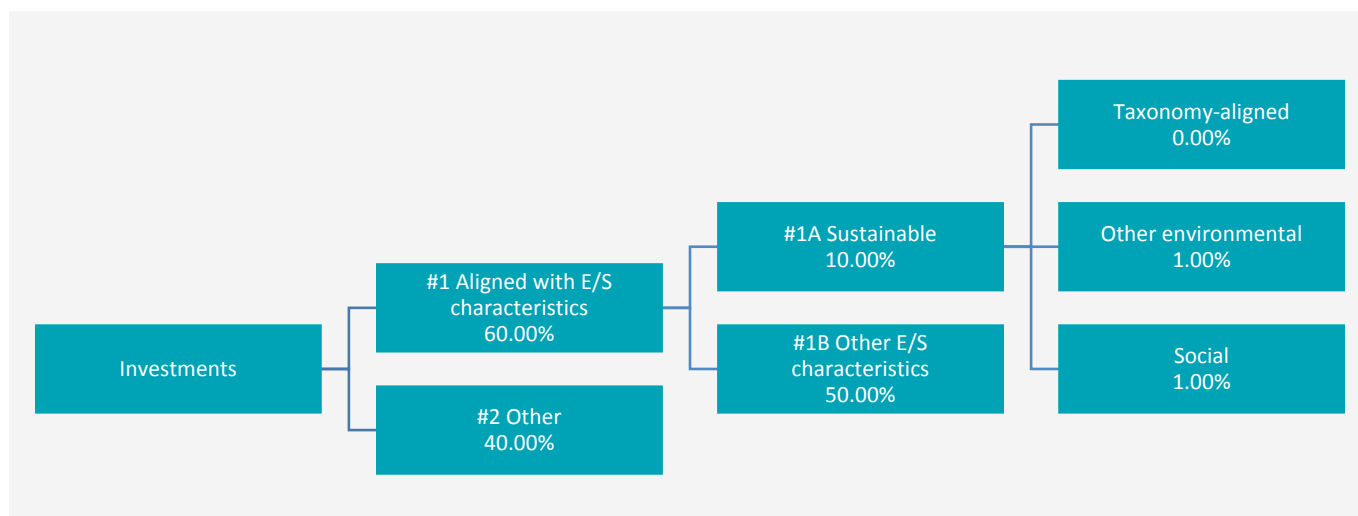 Investments
#1 Aligned with E/S
characteristics
60.00%
#2 Other
40.00%
#1A Sustainable
10.00%
#1B Other E/S
characteristics
50.00%
Taxonomy-aligned
0.00%
Other environmental
1.00%
Social
1.00%